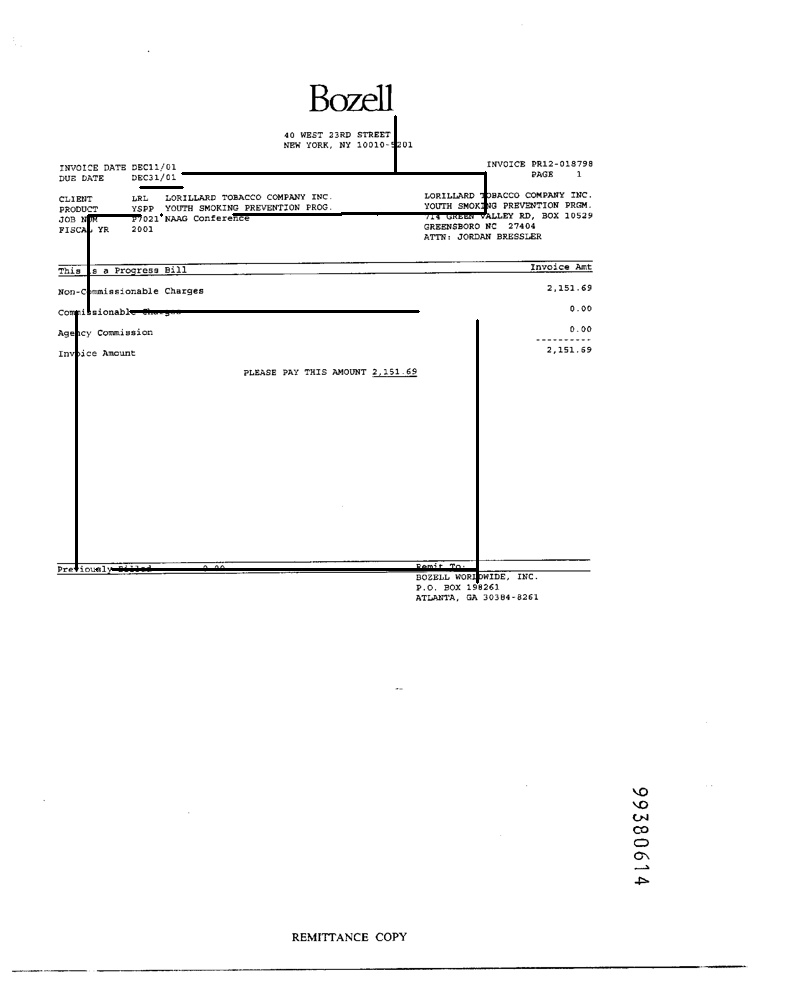 Bozell
40 WEST 23RD STREET
NEW YORK, NY 10010-5201
INVOICE DATE DEC11/01 INVOICE PR12-018798
DUE DATE DEC31/01 PAGE 1
CLIENT LRL LORILLARD TOBACCO COMPANY INC. LORILLARD TOBACCO COMPANY INC.
PRODUCT YSPP YOUTH SMOKING PREVENTION PROG. YOUTH SMOKING PREVENTION PRGM.
JOB NUM P7021 NAAG Conference 714 GREEN VALLEY RD, BOX 10529
FISCAL YR 2001 GREENSBORO NC 27404
ATTN: JORDAN BRESSLER
This is a Progress Bill Invoice Amt
Non-Commissionable Charges 2,151.69
Commissionable Charges 0.00
Agency Commission 0.00
----------
Invoice Amount 2,151.69
PLEASE PAY THIS AMOUNT 2,151.69
Previously Billed 0.00 Remit To:
BOZELL WORLDWIDE, INC.
P.O. BOX 198261
ATLANTA, GA 30384-8261
99380614
REMITTANCE COPY